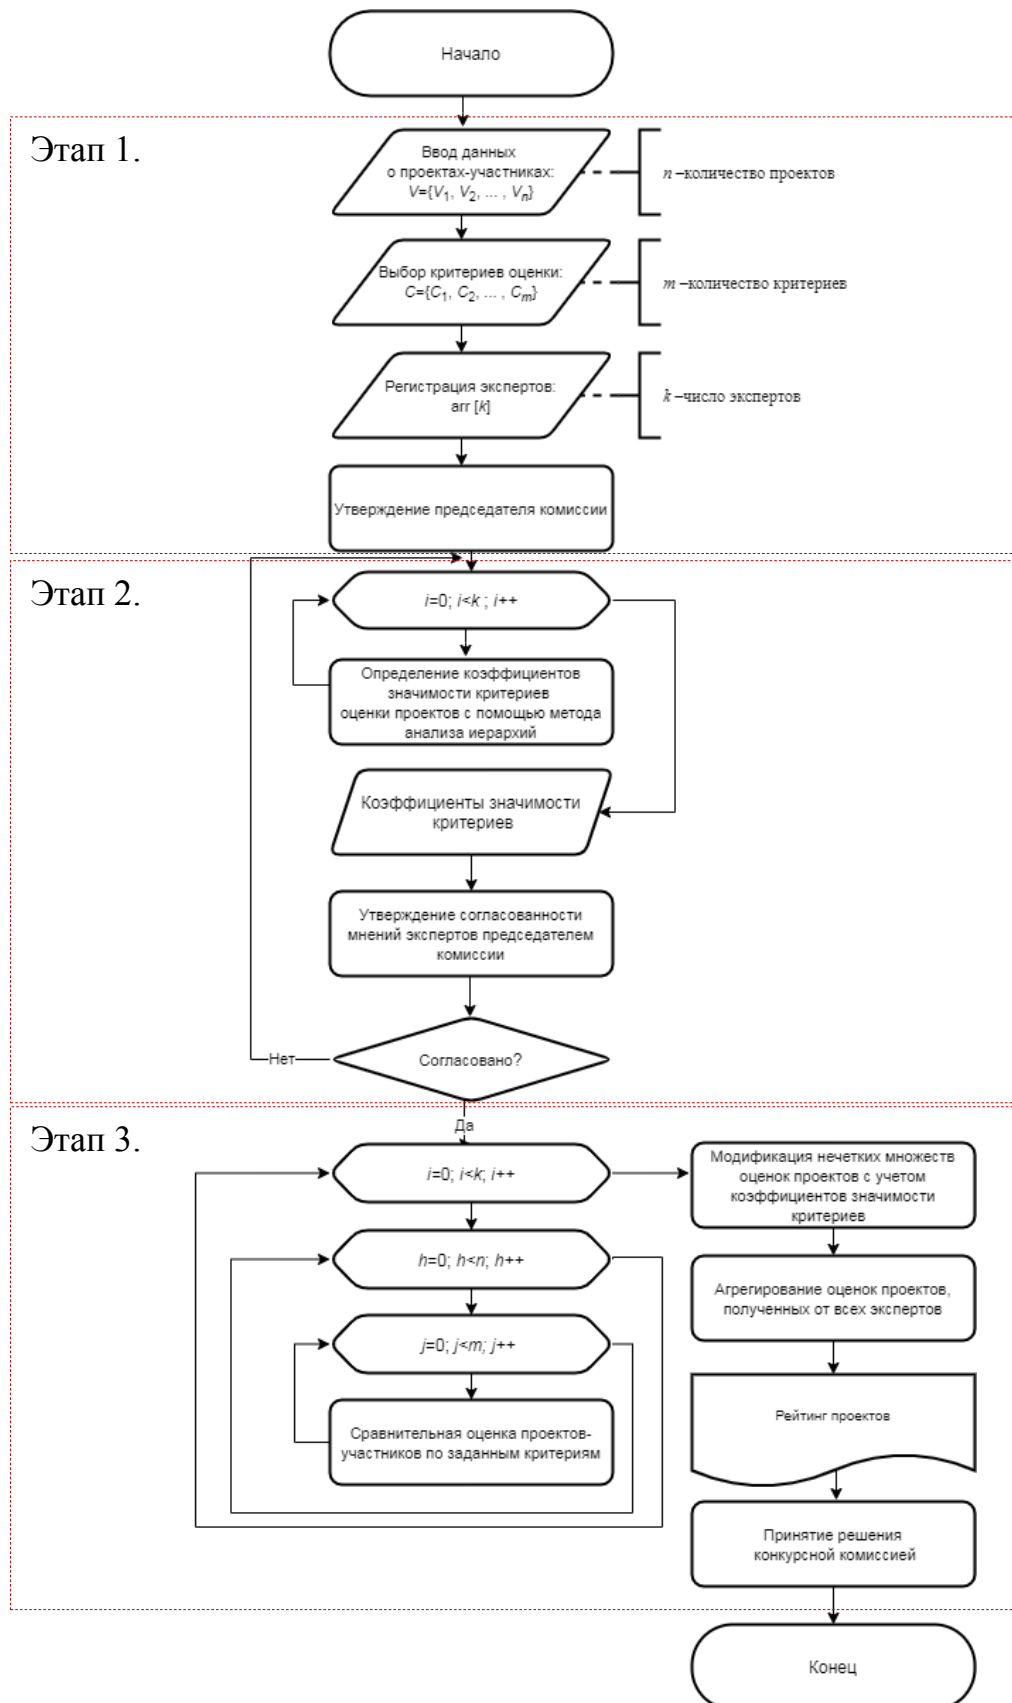 Начало
Этап 1.
Ввод данных
о проектах-участниках:
V={V1, V2, ... , Vn}
n –количество проектов
Выбор критериев оценки:
C={C1, C2, ... , Cm}
m –количество критериев
Регистрация экспертов:
arr [k]
k –число экспертов
Утверждение председателя комиссии
Этап 2.
i=0; i<k ; i++
Определение коэффициентов
значимости критериев
оценки проектов с помощью метода
анализа иерархий
Коэффициенты значимости
критериев
Утверждение согласованности
мнений экспертов председателем
комиссии
Нет
Согласовано?
Да
Этап 3.
i=0; i<k; i++
h=0; h<n; h++
j=0; j<m; j++
Сравнительная оценка проектов-
участников по заданным критериям
Модификация нечетких множеств
оценок проектов с учетом
коэффициентов значимости
критериев
Агрегирование оценок проектов,
полученных от всех экспертов
Рейтинг проектов
Принятие решения
конкурсной комиссией
Конец